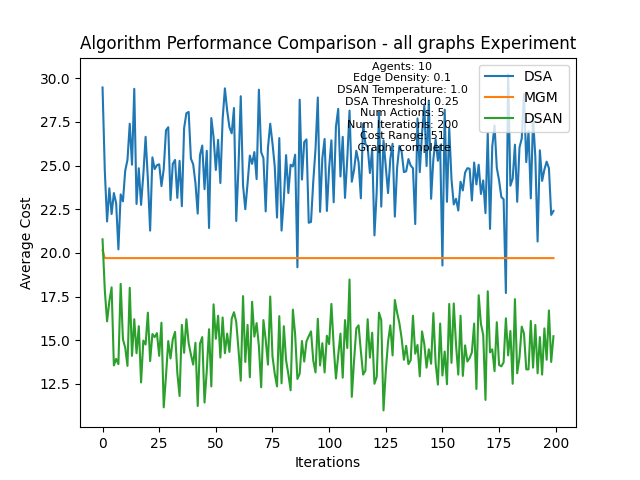 Algorithm Performance Comparison - all graphs Experiment
Agents: 10
Edge Density: 0.1
DSAN Temperature: 1.0
DSA Threshold: 0.25
Num Actions: 5
Num Iterations: 200
Cost Range: 51
Graph: complete
DSA
MGM
DSAN
Average Cost
30.0
27.5
25.0
22.5
20.0
17.5
15.0
12.5
0
25
50
75
100
125
150
175
200
Iterations